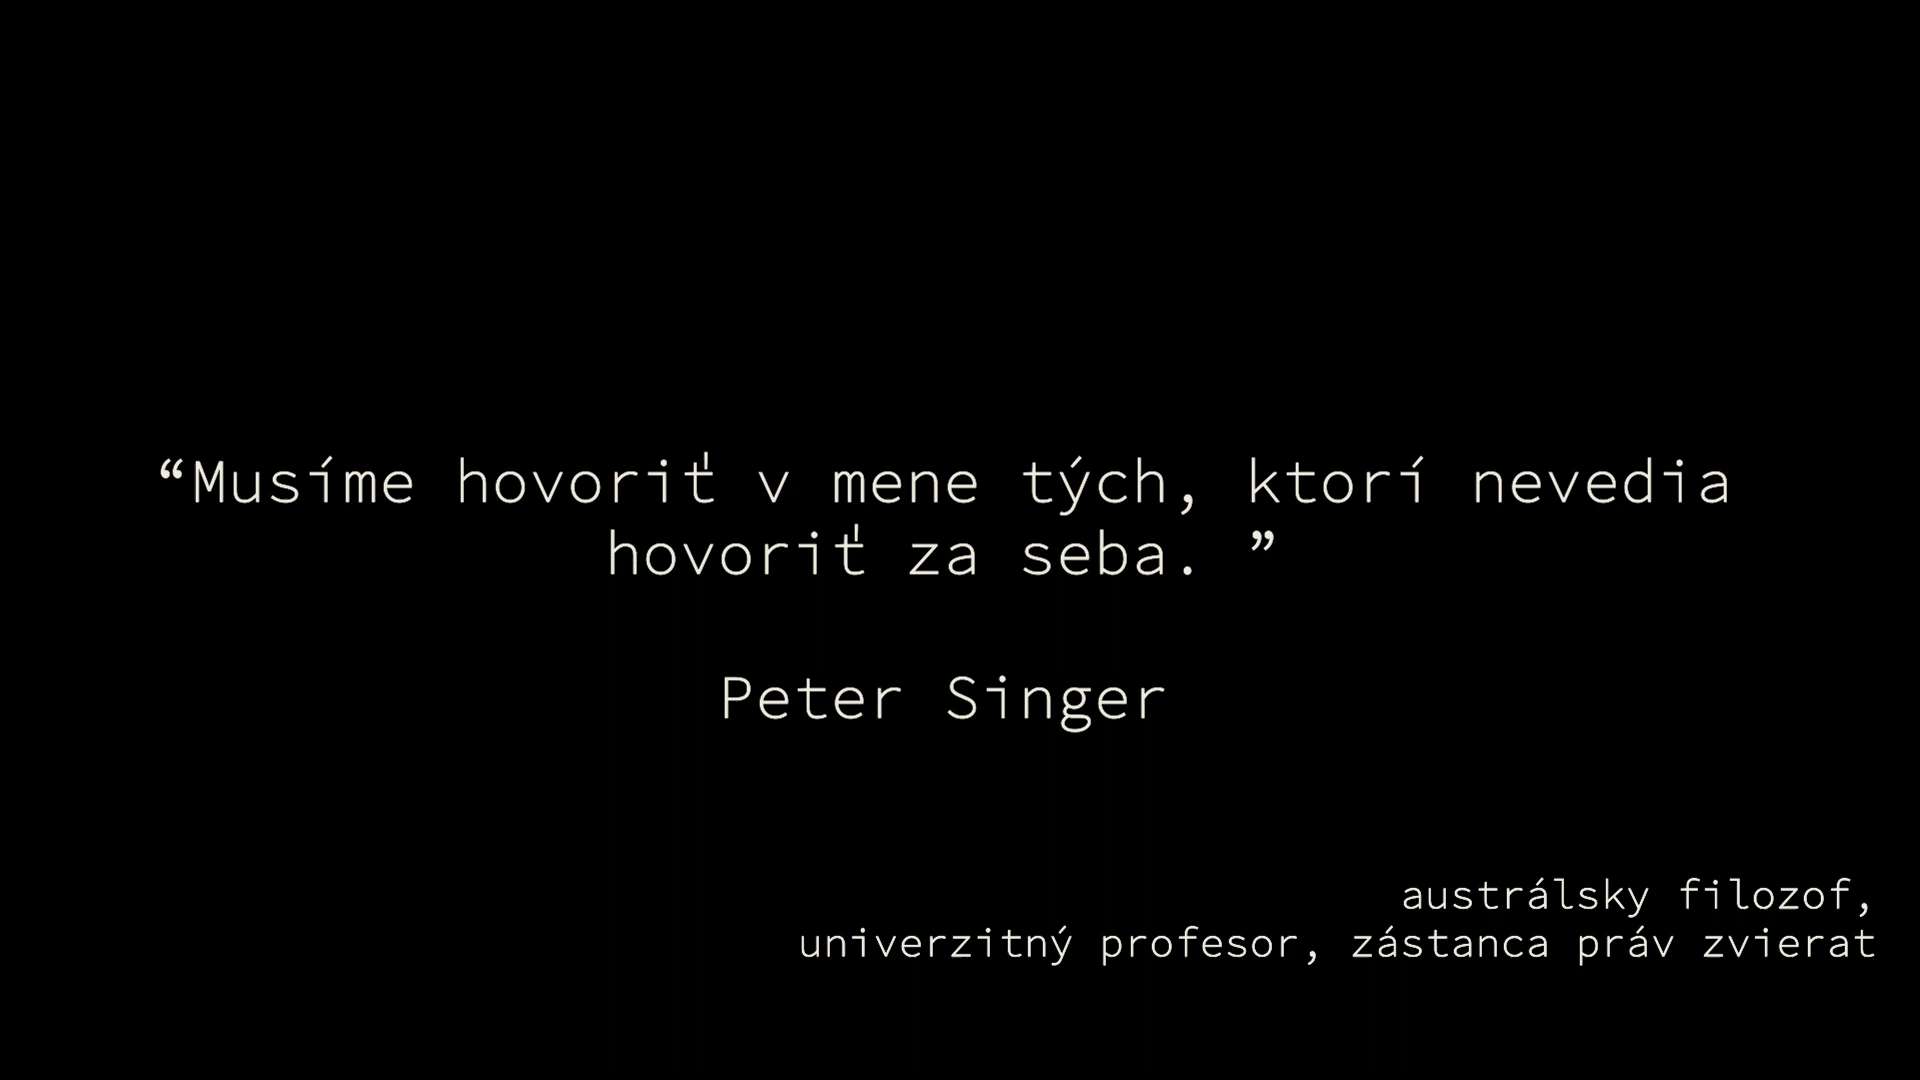 “Musíme hovoriť v mene tých, ktorí nevedia
hovoriť za seba. ”
Peter Singer
austrálsky filozof,
univerzitný profesor, zástanca práv zvierat